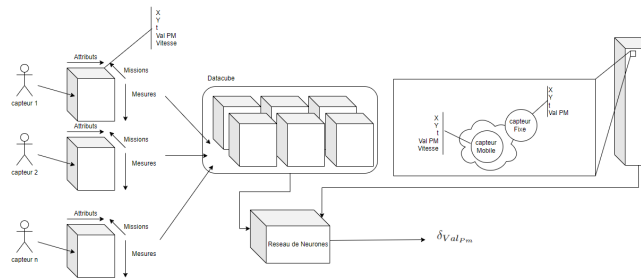 X
Y
t
Val PM
Vitesse
Attributs
Missions
Mesures
capteur 1
Attributs
Missions
Mesures
capteur 2
Attributs
Missions
Mesures
capteur n
Datacube
X
Y
t
Val PM
capteur
Fixe
X
Y
t
Val PM
Vitesse
capteur
Mobile
Reseau de Neurones
δ_{Val_{Pm}}